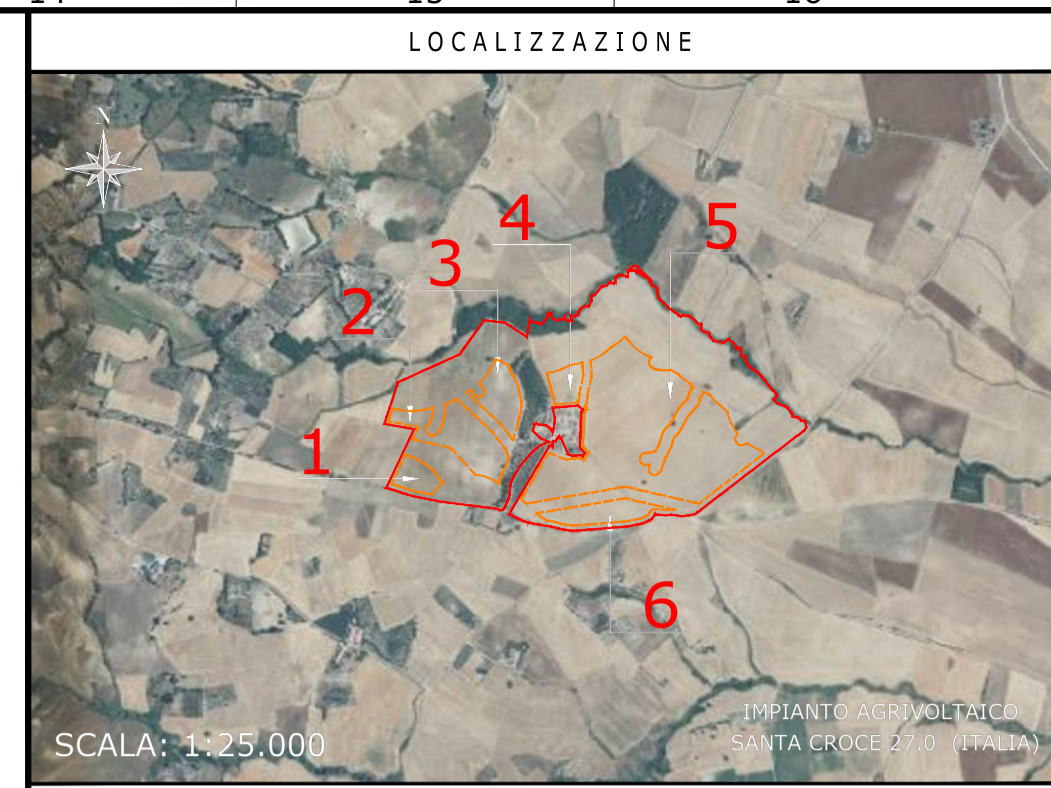 LOCALIZZAZIONE
N
4
5
3
2
1
6
IMPIANTO AGRIVOLTAICO
SCALA: 1:25.000
SANTA CROCE 27.0 (ITALIA)